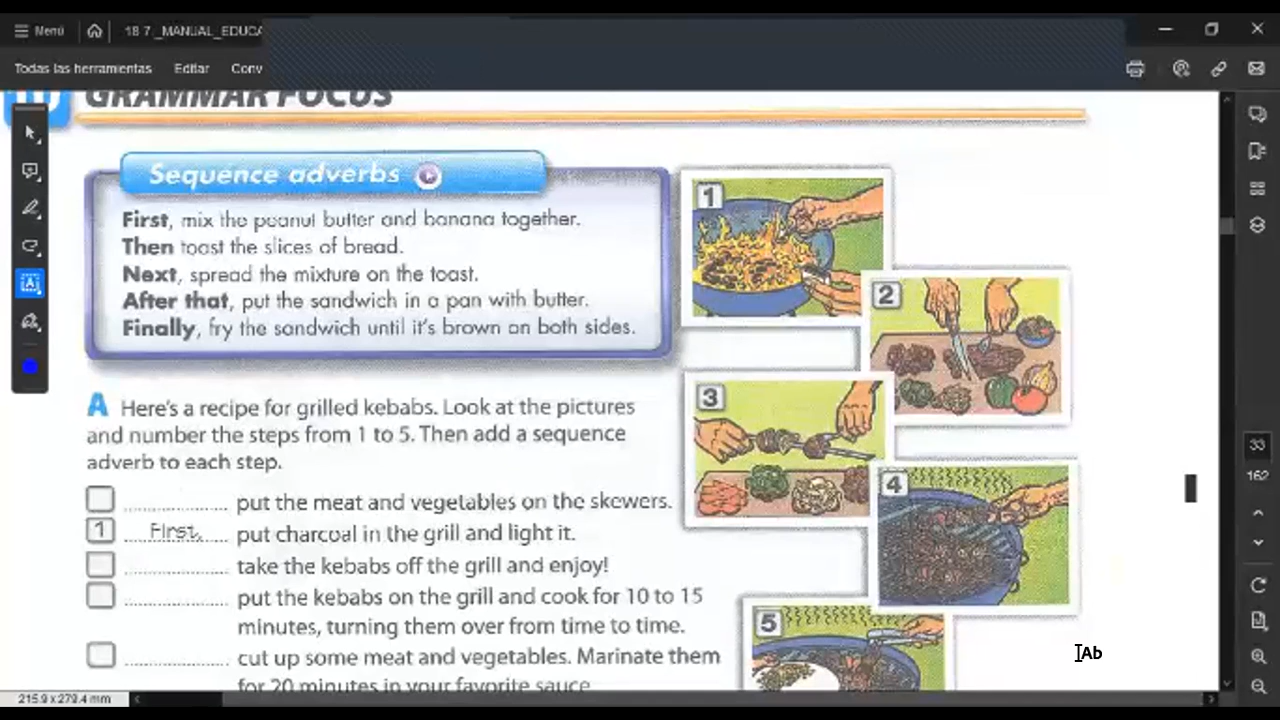 Menú
18 7._MANUAL_EDUCA
Todas las herramientas Editar Conv
GRAMMAR FOCUS
Sequence adverbs
First, mix the peanut butter and banana together.
Then toast the slices of bread.
Next, spread the mixture on the toast.
After that, put the sandwich in a pan with butter.
Finally, fry the sandwich until it's brown on both sides.
1
2
3
4
5
A Here's a recipe for grilled kebabs. Look at the pictures
and number the steps from 1 to 5. Then add a sequence
adverb to each step.
put the meat and vegetables on the skewers.
1 First, put charcoal in the grill and light it.
take the kebabs off the grill and enjoy!
put the kebabs on the grill and cook for 10 to 15
minutes, turning them over from time to time.
cut up some meat and vegetables. Marinate them
for 20 minutes in your favorite sauce
Ab
33
162
215.9 x 279.4 mm